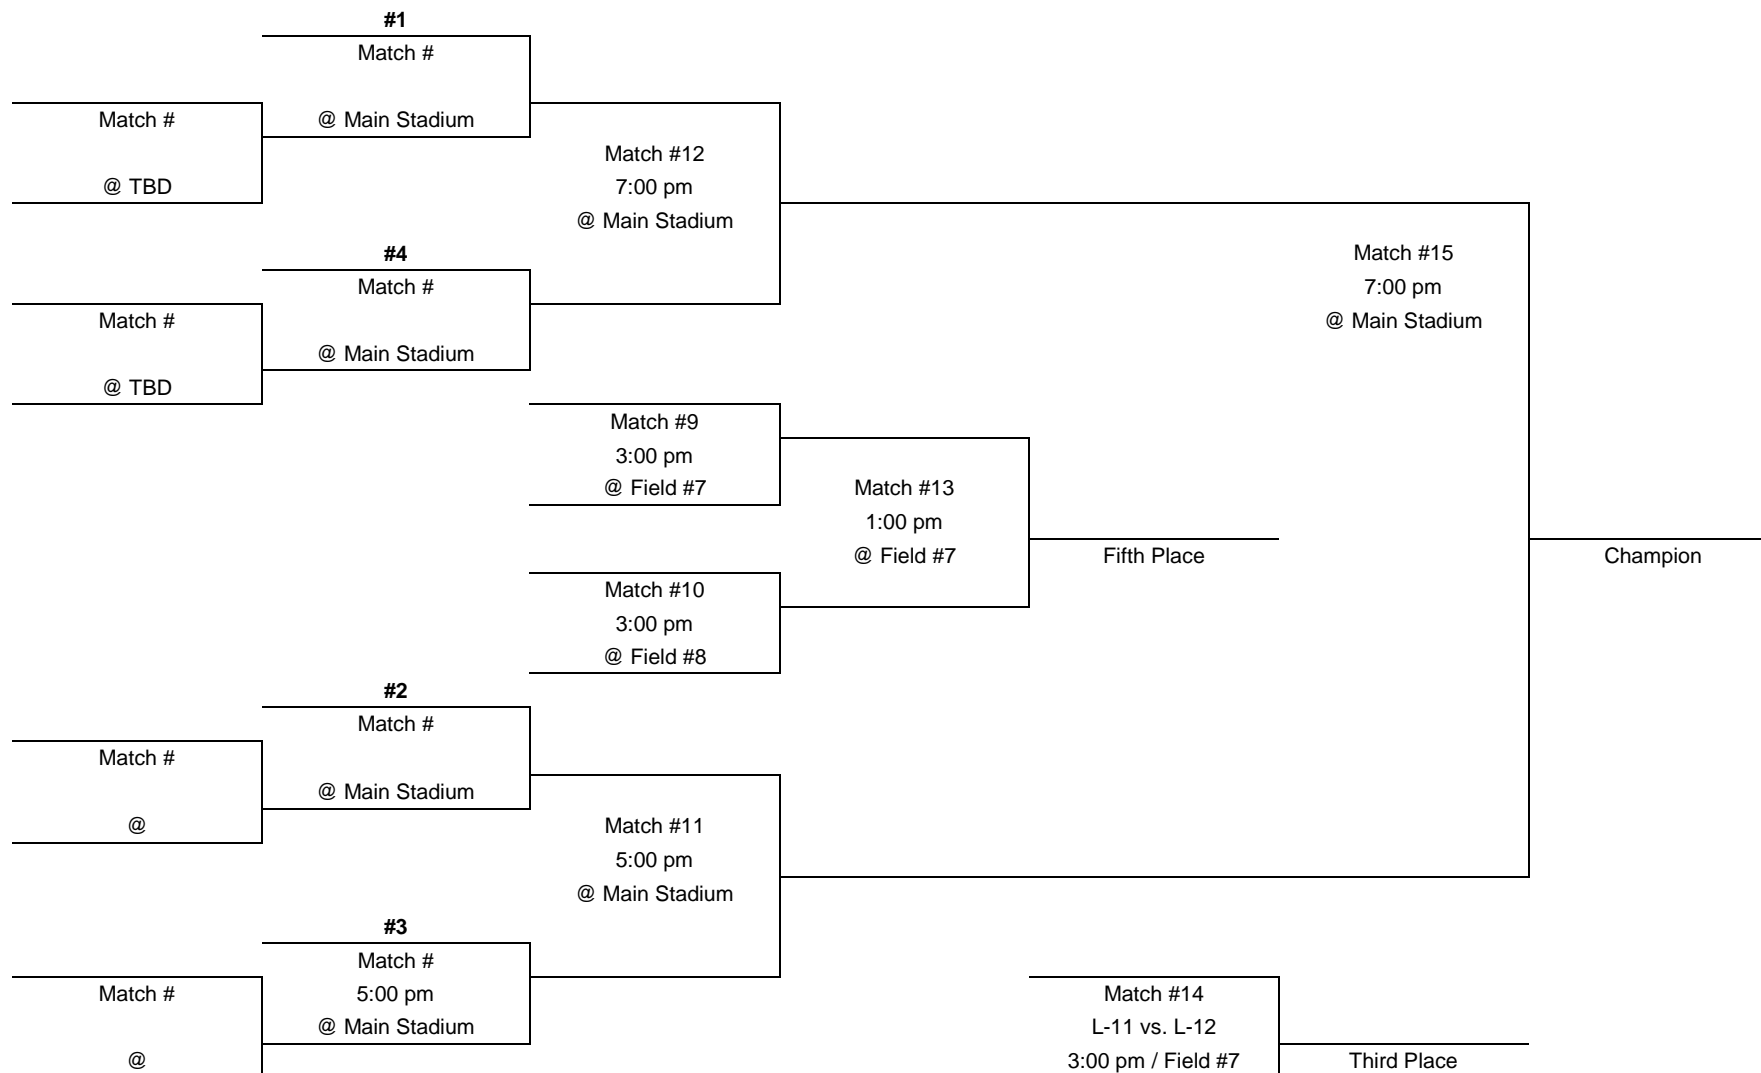 #1
Match #
@ Main Stadium
Match #
@ TBD
Match #12
7:00 pm
@ Main Stadium
#4
Match #
@ Main Stadium
Match #
@ TBD
Match #15
7:00 pm
@ Main Stadium
Match #9
3:00 pm
@ Field #7
Match #13
1:00 pm
@ Field #7
Fifth Place
Champion
Match #10
3:00 pm
@ Field #8
#2
Match #
@ Main Stadium
Match #
@
Match #11
5:00 pm
@ Main Stadium
#3
Match #
5:00 pm
@ Main Stadium
Match #
@
Match #14
L-11 vs. L-12
3:00 pm / Field #7
Third Place